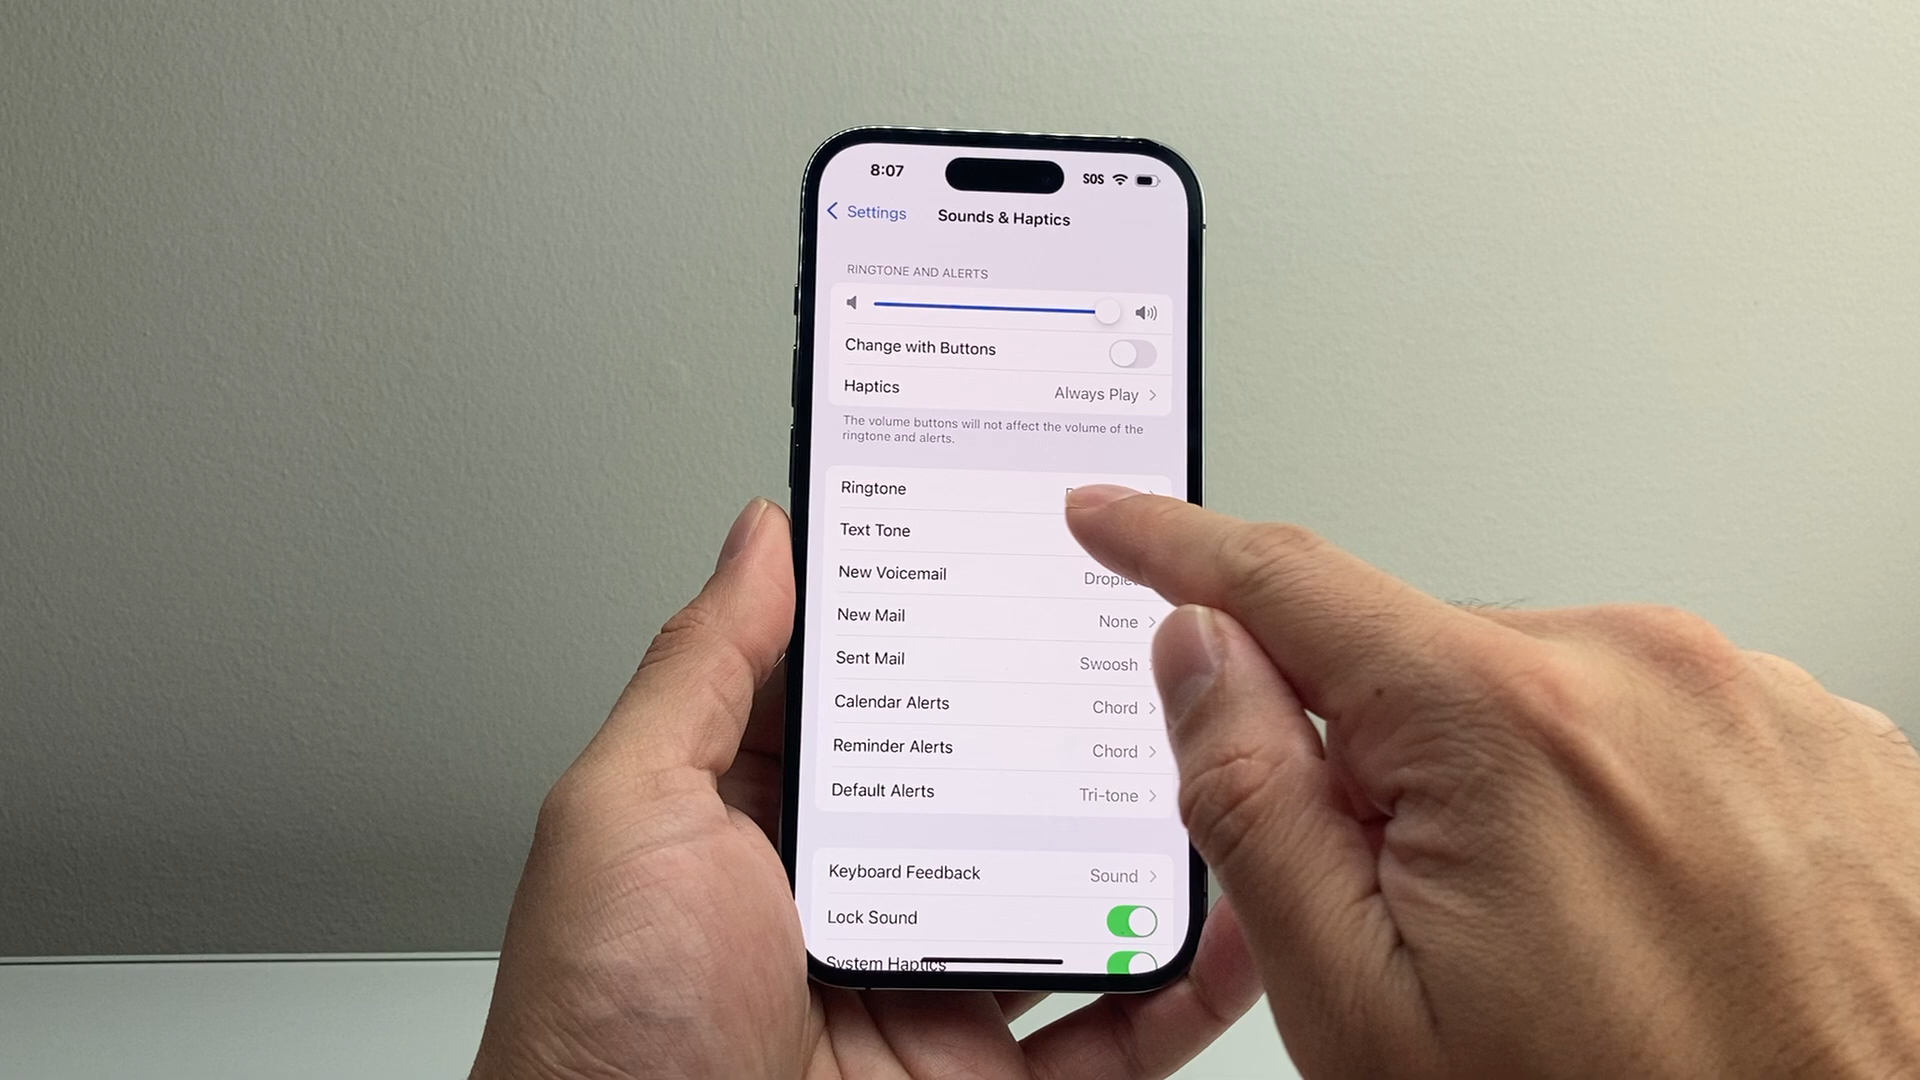 8:07
SOS
Settings
Sounds & Haptics
RINGTONE AND ALERTS
Change with Buttons
Haptics Always Play
The volume buttons will not affect the volume of the
ringtone and alerts.
Ringtone
Text Tone
New Voicemail
New Mail None
Sent Mail Swoosh
Calendar Alerts Chord
Reminder Alerts Chord
Default Alerts Tri-tone
Keyboard Feedback Sound
Lock Sound
System Haptics